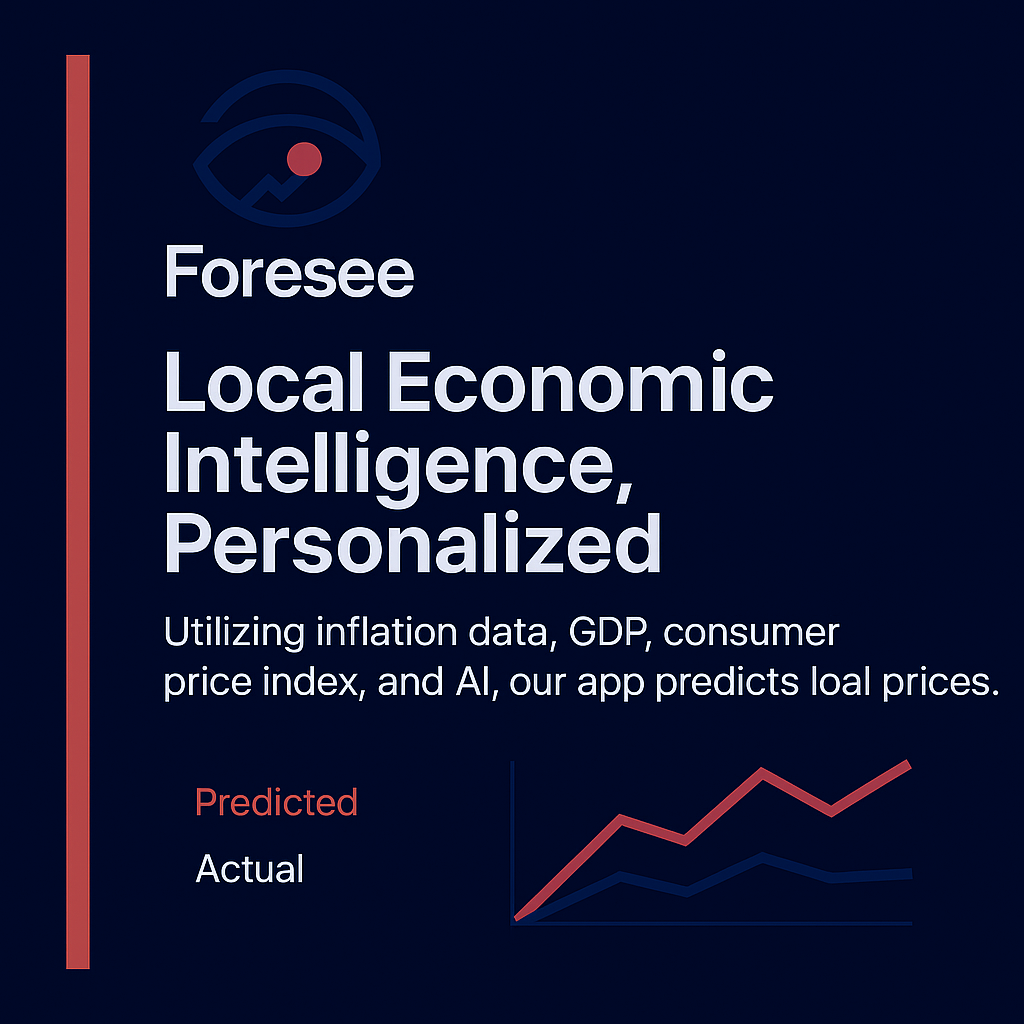 Foresee
Local Economic
Intelligence,
Personalized
Utilizing inflation data, GDP, consumer
price index, and AI, our app predicts loal prices.
Predicted
Actual